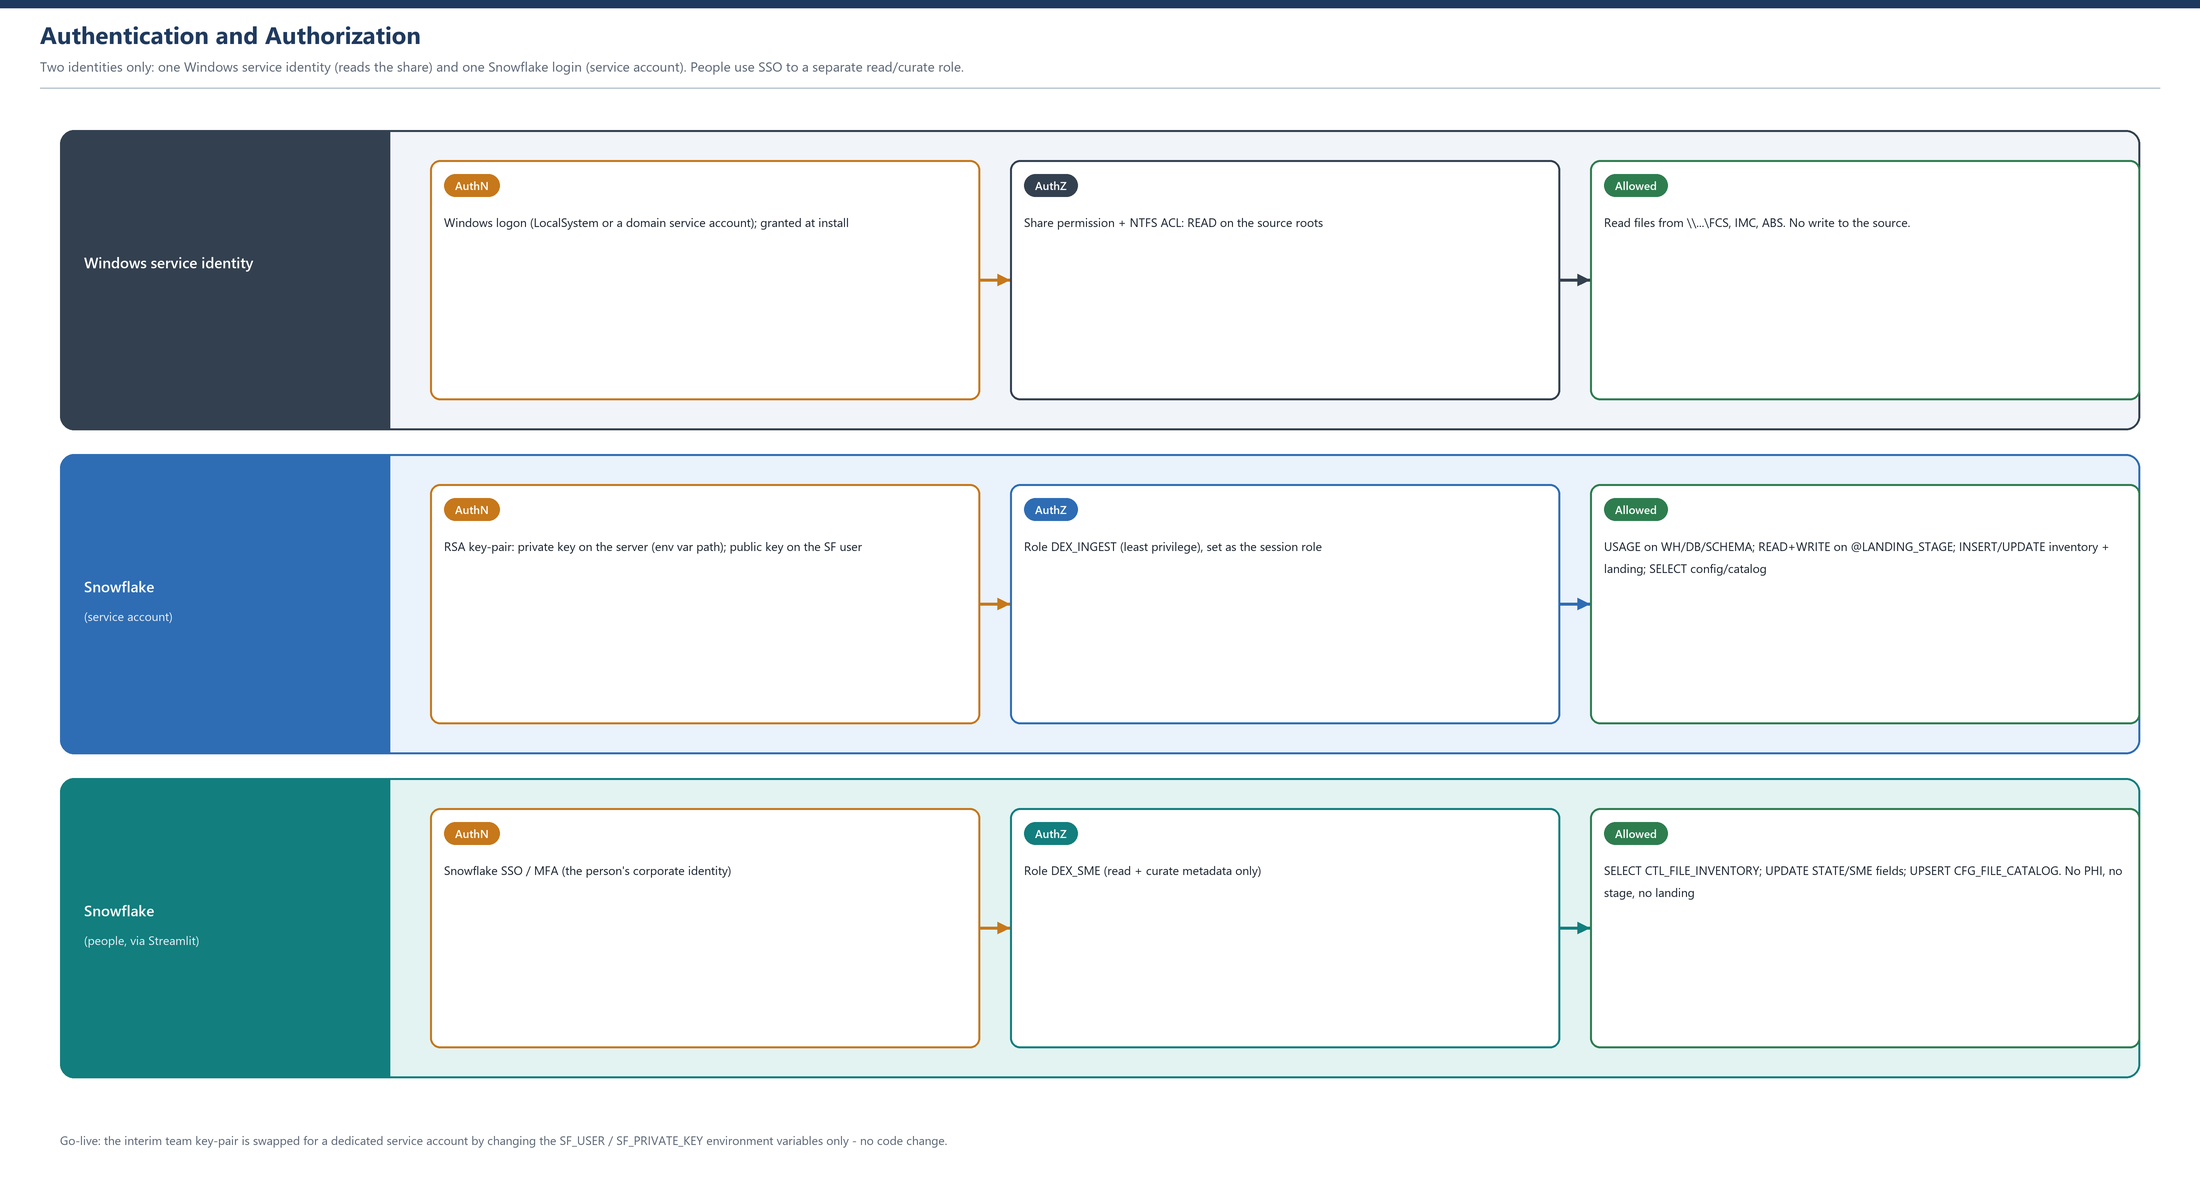 Authentication and Authorization
Two identities only: one Windows service identity (reads the share) and one Snowflake login (service account). People use SSO to a separate read/curate role.
Windows service identity
AuthN
Windows logon (LocalSystem or a domain service account); granted at install
AuthZ
Share permission + NTFS ACL: READ on the source roots
Allowed
Read files from \\...\FCS, IMC, ABS. No write to the source.
Snowflake
(service account)
AuthN
RSA key-pair: private key on the server (env var path); public key on the SF user
AuthZ
Role DEX_INGEST (least privilege), set as the session role
Allowed
USAGE on WH/DB/SCHEMA; READ+WRITE on @LANDING_STAGE; INSERT/UPDATE inventory +
landing; SELECT config/catalog
Snowflake
(people, via Streamlit)
AuthN
Snowflake SSO / MFA (the person's corporate identity)
AuthZ
Role DEX_SME (read + curate metadata only)
Allowed
SELECT CTL_FILE_INVENTORY; UPDATE STATE/SME fields; UPSERT CFG_FILE_CATALOG. No PHI, no
stage, no landing
Go-live: the interim team key-pair is swapped for a dedicated service account by changing the SF_USER / SF_PRIVATE_KEY environment variables only - no code change.